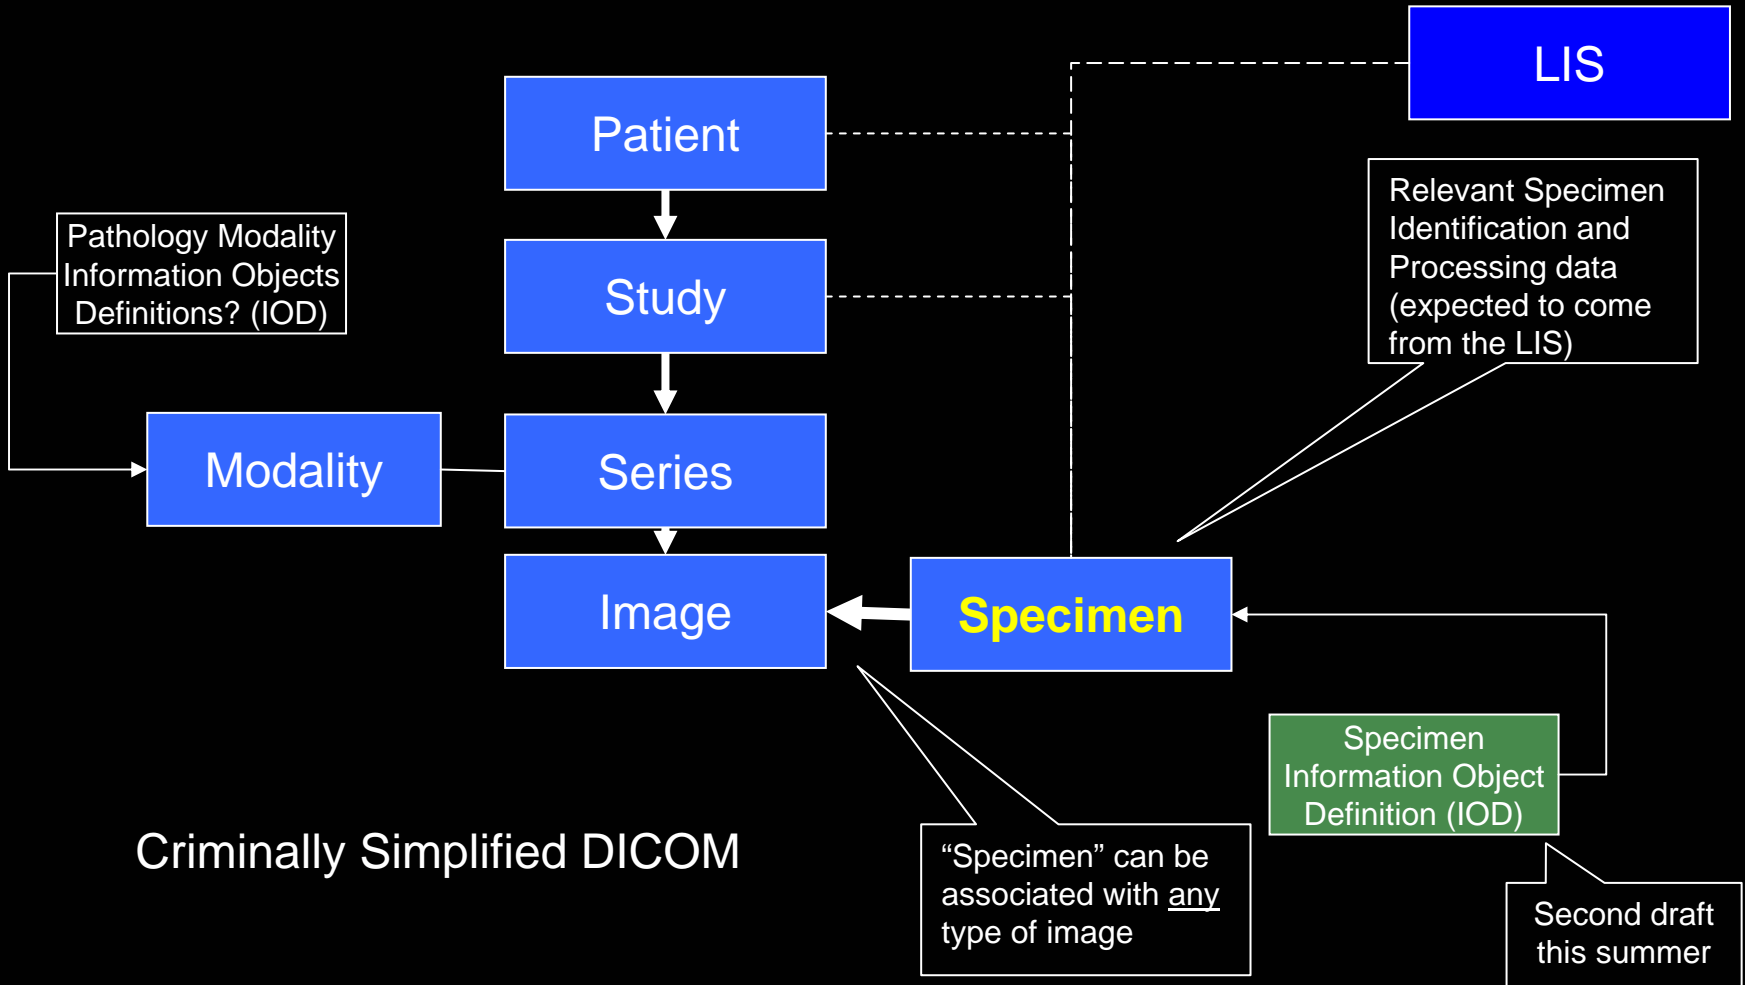 LIS
Patient
Relevant Specimen
Identification and
Processing data
(expected to come
from the LIS)
Pathology Modality
Information Objects
Definitions? (IOD)
Study
Modality
Series
Image
Specimen
Specimen
Information Object
Definition (IOD)
Criminally Simplified DICOM
“Specimen” can be
associated with any
type of image
Second draft
this summer